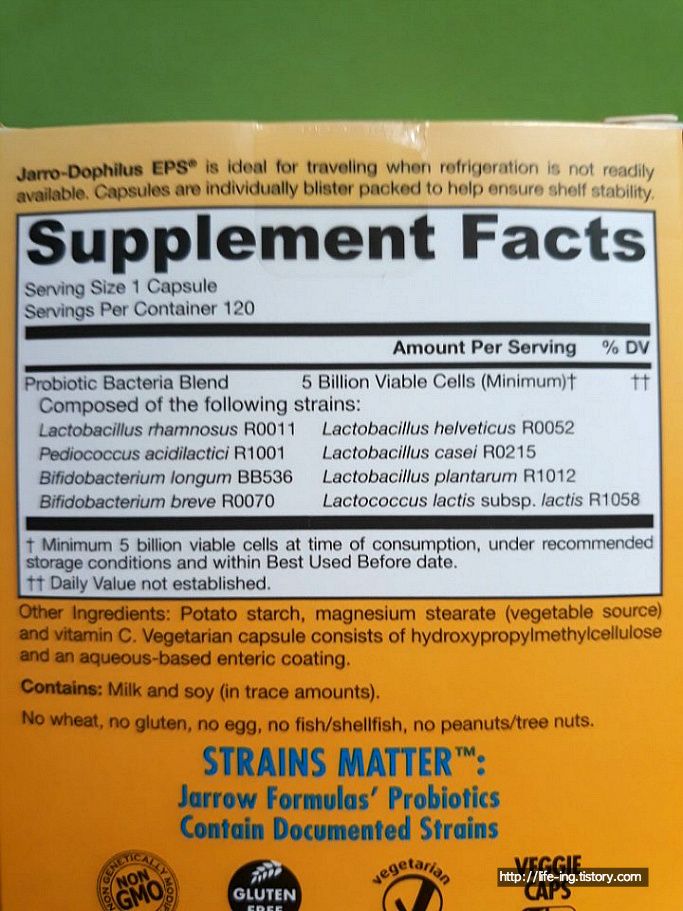 Jarro-Dophilus EPS® is ideal for traveling when refrigeration is not readily
available. Capsules are individually blister packed to help ensure shelf stability.
Supplement Facts
Serving Size 1 Capsule
Servings Per Container 120
Amount Per Serving % DV
Probiotic Bacteria Blend 5 Billion Viable Cells (Minimum)† ††
Composed of the following strains:
Lactobacillus rhamnosus R0011 Lactobacillus helveticus R0052
Pediococcus acidilactici R1001 Lactobacillus casei R0215
Bifidobacterium longum BB536 Lactobacillus plantarum R1012
Bifidobacterium breve R0070 Lactococcus lactis subsp. lactis R1058
† Minimum 5 billion viable cells at time of consumption, under recommended
storage conditions and within Best Used Before date.
†† Daily Value not established.
Other Ingredients: Potato starch, magnesium stearate (vegetable source)
and vitamin C. Vegetarian capsule consists of hydroxypropylmethylcellulose
and an aqueous-based enteric coating.
Contains: Milk and soy (in trace amounts).
No wheat, no gluten, no egg, no fish/shellfish, no peanuts/tree nuts.
STRAINS MATTER™:
Jarrow Formulas' Probiotics
Contain Documented Strains
NON GENETICALLY
NON
GMO
GLUTEN
FREE
vegetarian
VEGGIE
CAPS
http://life-ing.tistory.com